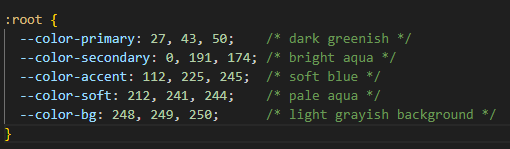 :root {
  --color-primary: 27, 43, 50;    /* dark greenish */
  --color-secondary: 0, 191, 174; /* bright aqua */
  --color-accent: 112, 225, 245;  /* soft blue */
  --color-soft: 212, 241, 244;    /* pale aqua */
  --color-bg: 248, 249, 250;      /* light grayish background */
}